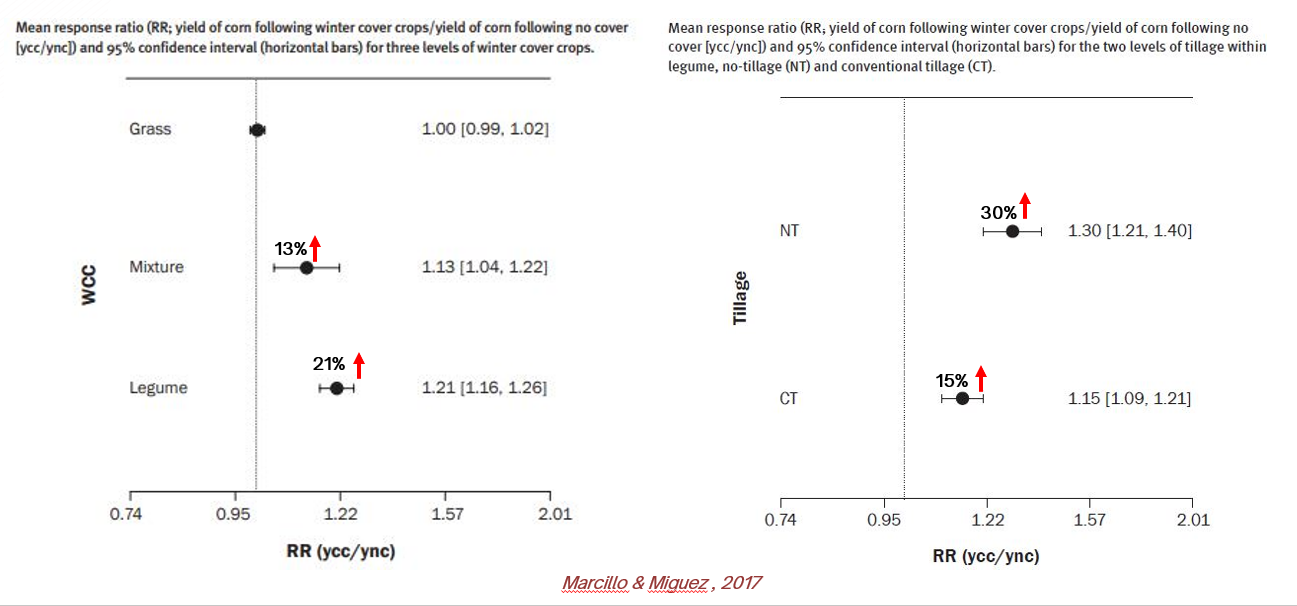 Mean response ratio (RR; yield of corn following winter cover crops/yield of corn following no cover
[ycc/ync]) and 95% confidence interval (horizontal bars) for three levels of winter cover crops.
Grass
1.00 [0.99, 1.02]
13%
Mixture
1.13 [1.04, 1.22]
WCC
21%
Legume
1.21 [1.16, 1.26]
0.74 0.95 1.22 1.57 2.01
RR (ycc/ync)
Mean response ratio (RR; yield of corn following winter cover crops/yield of corn following no
cover [ycc/ync]) and 95% confidence interval (horizontal bars) for the two levels of tillage within
legume, no-tillage (NT) and conventional tillage (CT).
30%
NT
1.30 [1.21, 1.40]
Tillage
15%
CT
1.15 [1.09, 1.21]
0.74 0.95 1.22 1.57 2.01
RR (ycc/ync)
Marcillo & Miguez , 2017